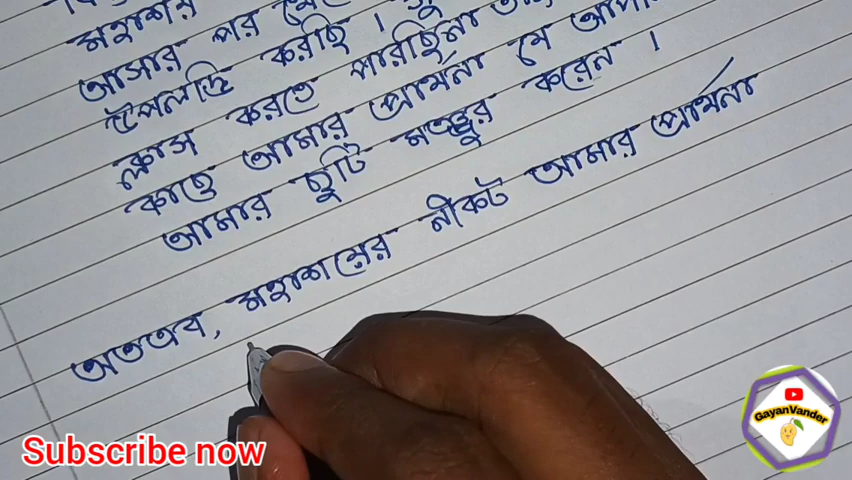 মহাশয়
আসার পর
উপলব্ধি করছি ।
ক্লাস করতে পারছিনা
কাছে আমার প্রার্থনা যে
আমার ছুটি মঞ্জুর করেন ।
অতএব, মহাশয়ের নীকট আমার প্রার্থনা
Subscribe now
GayanVander